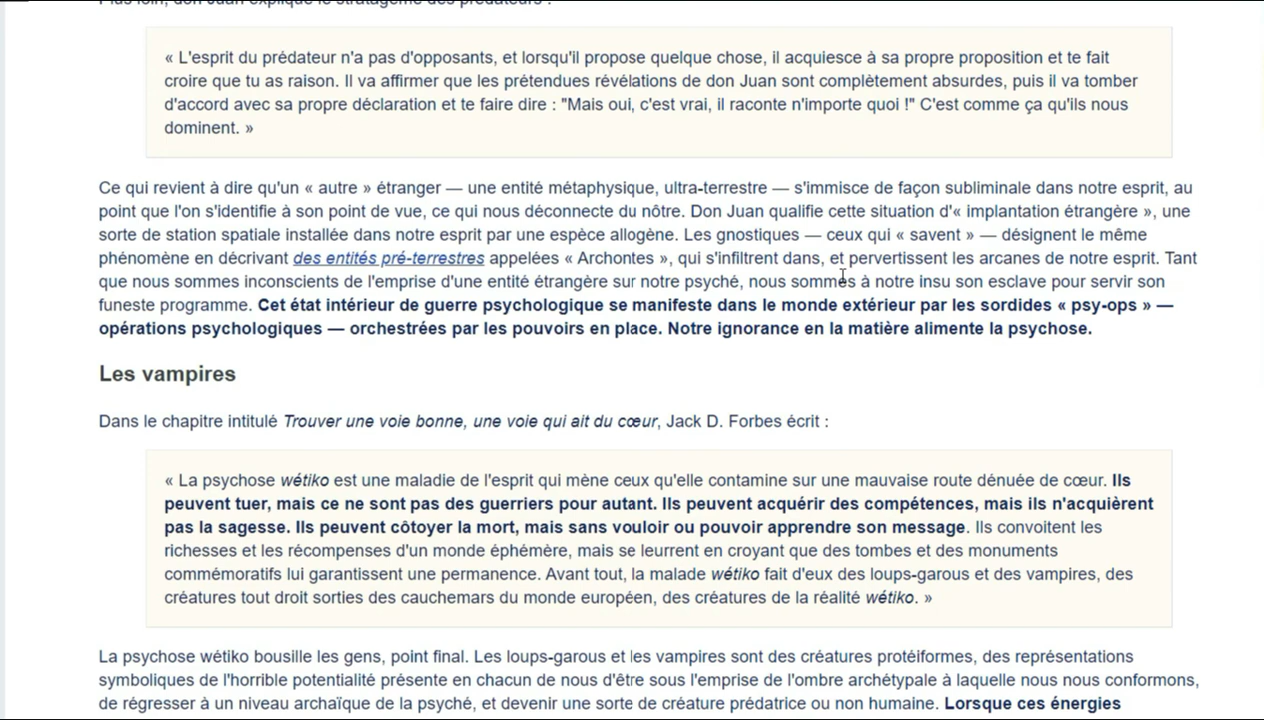 Plus loin, don Juan explique le stratagème des prédateurs :
« L'esprit du prédateur n'a pas d'opposants, et lorsqu'il propose quelque chose, il acquiesce à sa propre proposition et te fait
croire que tu as raison. Il va affirmer que les prétendues révélations de don Juan sont complètement absurdes, puis il va tomber
d'accord avec sa propre déclaration et te faire dire : "Mais oui, c'est vrai, il raconte n'importe quoi !" C'est comme ça qu'ils nous
dominent. »
Ce qui revient à dire qu'un « autre » étranger — une entité métaphysique, ultra-terrestre — s'immisce de façon subliminale dans notre esprit, au
point que l'on s'identifie à son point de vue, ce qui nous déconnecte du nôtre. Don Juan qualifie cette situation d'« implantation étrangère », une
sorte de station spatiale installée dans notre esprit par une espèce allogène. Les gnostiques — ceux qui « savent » — désignent le même
phénomène en décrivant des entités pré-terrestres appelées « Archontes », qui s'infiltrent dans, et pervertissent les arcanes de notre esprit. Tant
que nous sommes inconscients de l'emprise d'une entité étrangère sur notre psyché, nous sommes à notre insu son esclave pour servir son
funeste programme. Cet état intérieur de guerre psychologique se manifeste dans le monde extérieur par les sordides « psy-ops » —
opérations psychologiques — orchestrées par les pouvoirs en place. Notre ignorance en la matière alimente la psychose.
Les vampires
Dans le chapitre intitulé Trouver une voie bonne, une voie qui ait du cœur, Jack D. Forbes écrit :
« La psychose wétiko est une maladie de l'esprit qui mène ceux qu'elle contamine sur une mauvaise route dénuée de cœur. Ils
peuvent tuer, mais ce ne sont pas des guerriers pour autant. Ils peuvent acquérir des compétences, mais ils n'acquièrent
pas la sagesse. Ils peuvent côtoyer la mort, mais sans vouloir ou pouvoir apprendre son message. Ils convoitent les
richesses et les récompenses d'un monde éphémère, mais se leurrent en croyant que des tombes et des monuments
commémoratifs lui garantissent une permanence. Avant tout, la malade wétiko fait d'eux des loups-garous et des vampires, des
créatures tout droit sorties des cauchemars du monde européen, des créatures de la réalité wétiko. »
La psychose wétiko bousille les gens, point final. Les loups-garous et les vampires sont des créatures protéiformes, des représentations
symboliques de l'horrible potentialité présente en chacun de nous d'être sous l'emprise de l'ombre archétypale à laquelle nous nous conformons,
de régresser à un niveau archaïque de la psyché, et devenir une sorte de créature prédatrice ou non humaine. Lorsque ces énergies